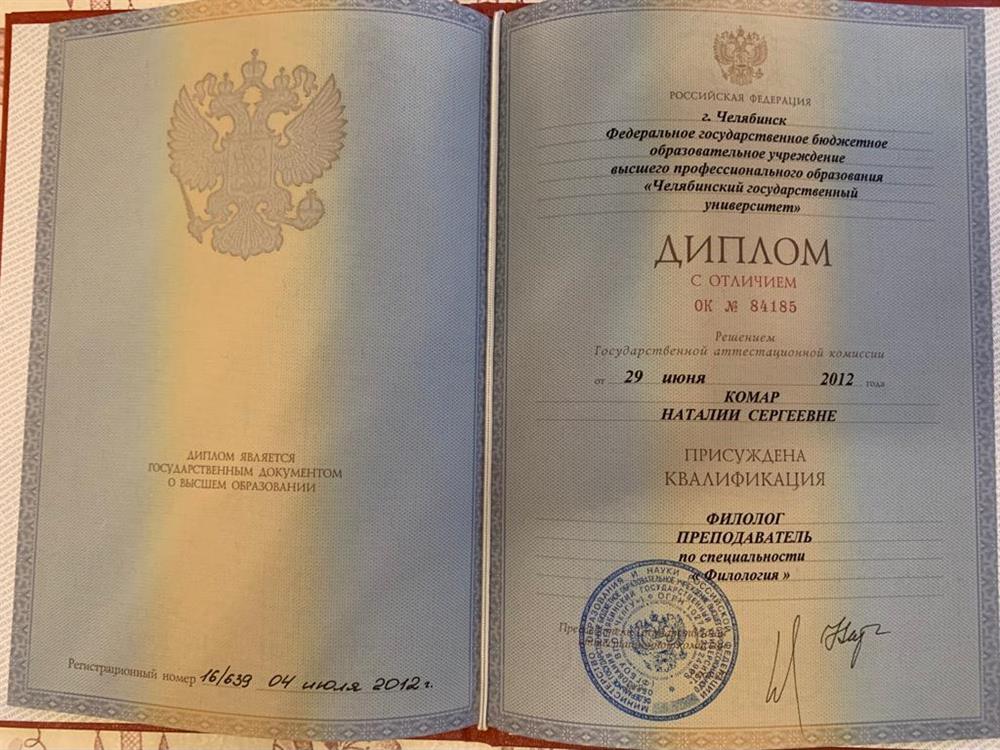 ДИПЛОМ ЯВЛЯЕТСЯ
ГОСУДАРСТВЕННЫМ ДОКУМЕНТОМ
О ВЫСШЕМ ОБРАЗОВАНИИ
Регистрационный номер 16/639 04 июля 2012 г.
РОССИЙСКАЯ ФЕДЕРАЦИЯ
г. Челябинск
Федеральное государственное бюджетное
образовательное учреждение
высшего профессионального образования
«Челябинский государственный
университет»
ДИПЛОМ
С ОТЛИЧИЕМ
ОК № 84185
Решением
Государственной аттестационной комиссии
от 29 июня 2012 года
КОМАР
НАТАЛИИ СЕРГЕЕВНЕ
ПРИСУЖДЕНА
КВАЛИФИКАЦИЯ
ФИЛОЛОГ
ПРЕПОДАВАТЕЛЬ
по специальности
« Филология »